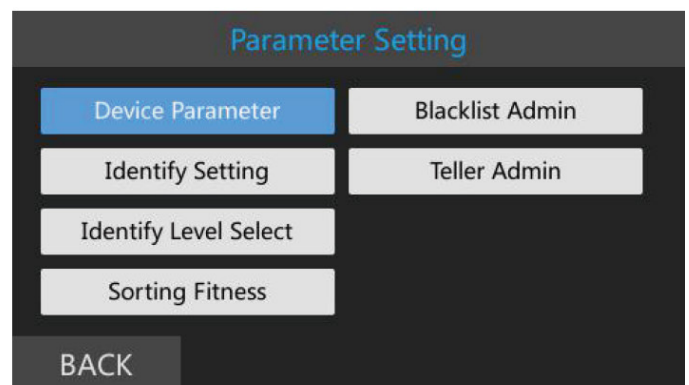 Parameter Setting
Device Parameter
Blacklist Admin
Identify Setting
Teller Admin
Identify Level Select
Sorting Fitness
BACK